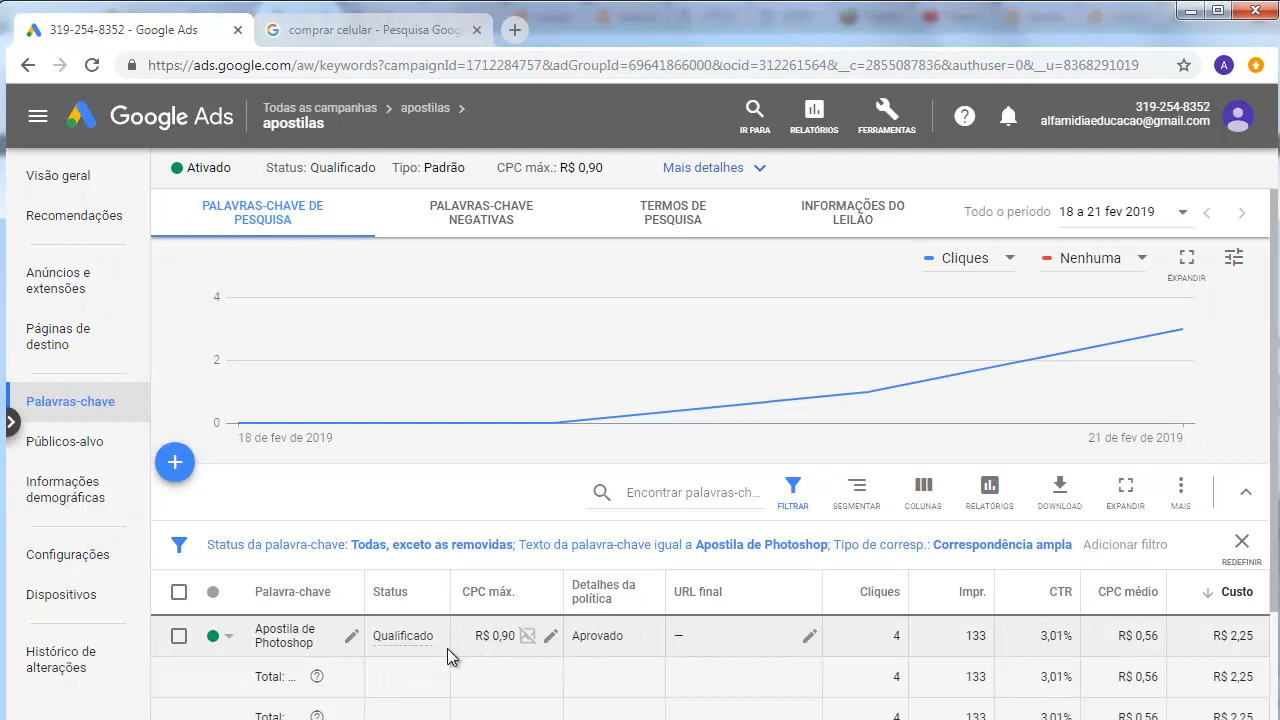 319-254-8352 - Google Ads
comprar celular - Pesquisa Goog
https://ads.google.com/aw/keywords?campaignId=1712284757&adGroupId=69641866000&ocid=312261564&__c=2855087836&authuser=0&__u=8368291019
A
Google Ads
Todas as campanhas > apostilas >
apostilas
IR PARA
RELATÓRIOS
FERRAMENTAS
319-254-8352
alfamidiaeducacao@gmail.com
Visão geral
Recomendações
Anúncios e
extensões
Páginas de
destino
Palavras-chave
Públicos-alvo
Informações
demográficas
Configurações
Dispositivos
Histórico de
alterações
Ativado Status: Qualificado Tipo: Padrão CPC máx.: R$ 0,90 Mais detalhes
PALAVRAS-CHAVE DE
PESQUISA
PALAVRAS-CHAVE
NEGATIVAS
TERMOS DE
PESQUISA
INFORMAÇÕES DO
LEILÃO
Todo o período 18 a 21 fev 2019
Cliques Nenhuma
EXPANDIR
4
2
0
18 de fev de 2019 21 de fev de 2019
Encontrar palavras-ch...
FILTRAR SEGMENTAR COLUNAS RELATÓRIOS DOWNLOAD EXPANDIR MAIS
Status da palavra-chave: Todas, exceto as removidas; Texto da palavra-chave igual a Apostila de Photoshop; Tipo de corresp.: Correspondência ampla Adicionar filtro
REDEFINIR
Palavra-chave Status CPC máx. Detalhes da política URL final Cliques Impr. CTR CPC médio Custo
Apostila de Photoshop Qualificado R$ 0,90 Aprovado — 4 133 3,01% R$ 0,56 R$ 2,25
Total: ... 4 133 3,01% R$ 0,56 R$ 2,25
Total: 4 133 3,01% R$ 0,56 R$ 2,25